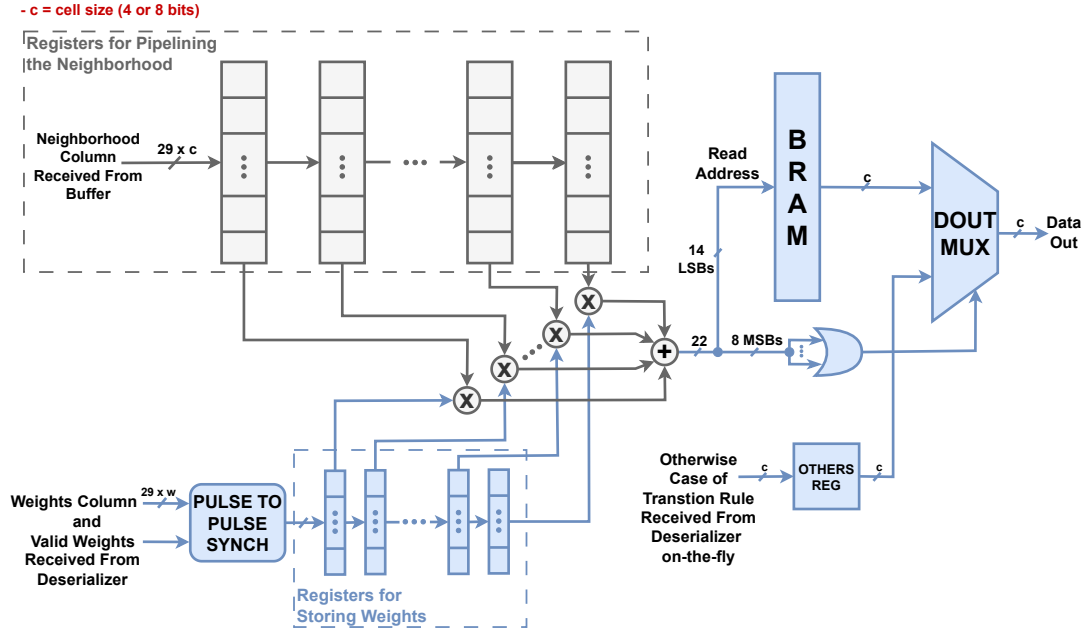 - c = cell size (4 or 8 bits)
Registers for Pipelining
the Neighborhood
Neighborhood
Column
Received From
Buffer
29 x c
Read
Address
BRAM
c
DOUT
MUX
c
Data
Out
14
LSBs
X
X
X
X
+
22
8 MSBs
Weights Column
and
Valid Weights
Received From
Deserializer
29 x w
PULSE TO
PULSE
SYNCH
Registers for
Storing Weights
Otherwise
Case of
Transtion Rule
Received From
Deserializer
on-the-fly
c
OTHERS
REG
c